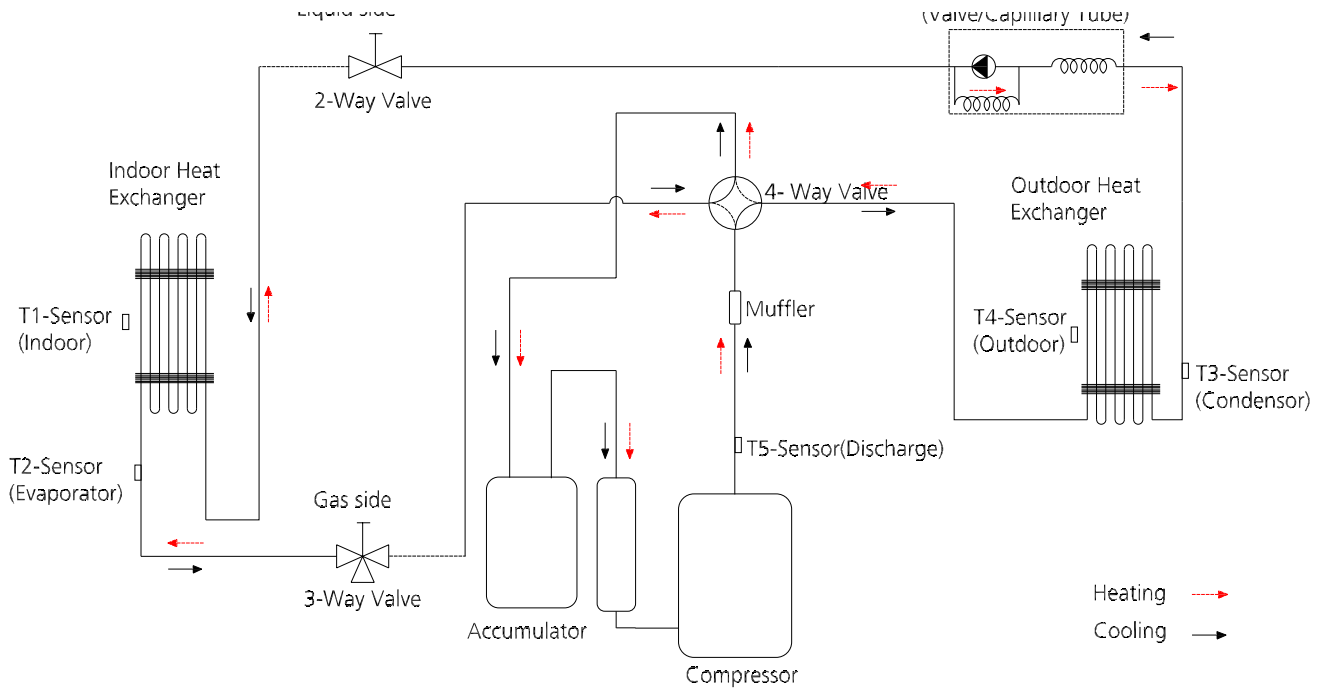 Liquid side
(Valve/Capilliary Tube)
2-Way Valve
Indoor Heat
Exchanger
4- Way Valve
Outdoor Heat
Exchanger
T1-Sensor
(Indoor)
Muffler
T4-Sensor
(Outdoor)
T3-Sensor
(Condensor)
T5-Sensor(Discharge)
T2-Sensor
(Evaporator)
Gas side
3-Way Valve
Accumulator
Compressor
Heating
Cooling